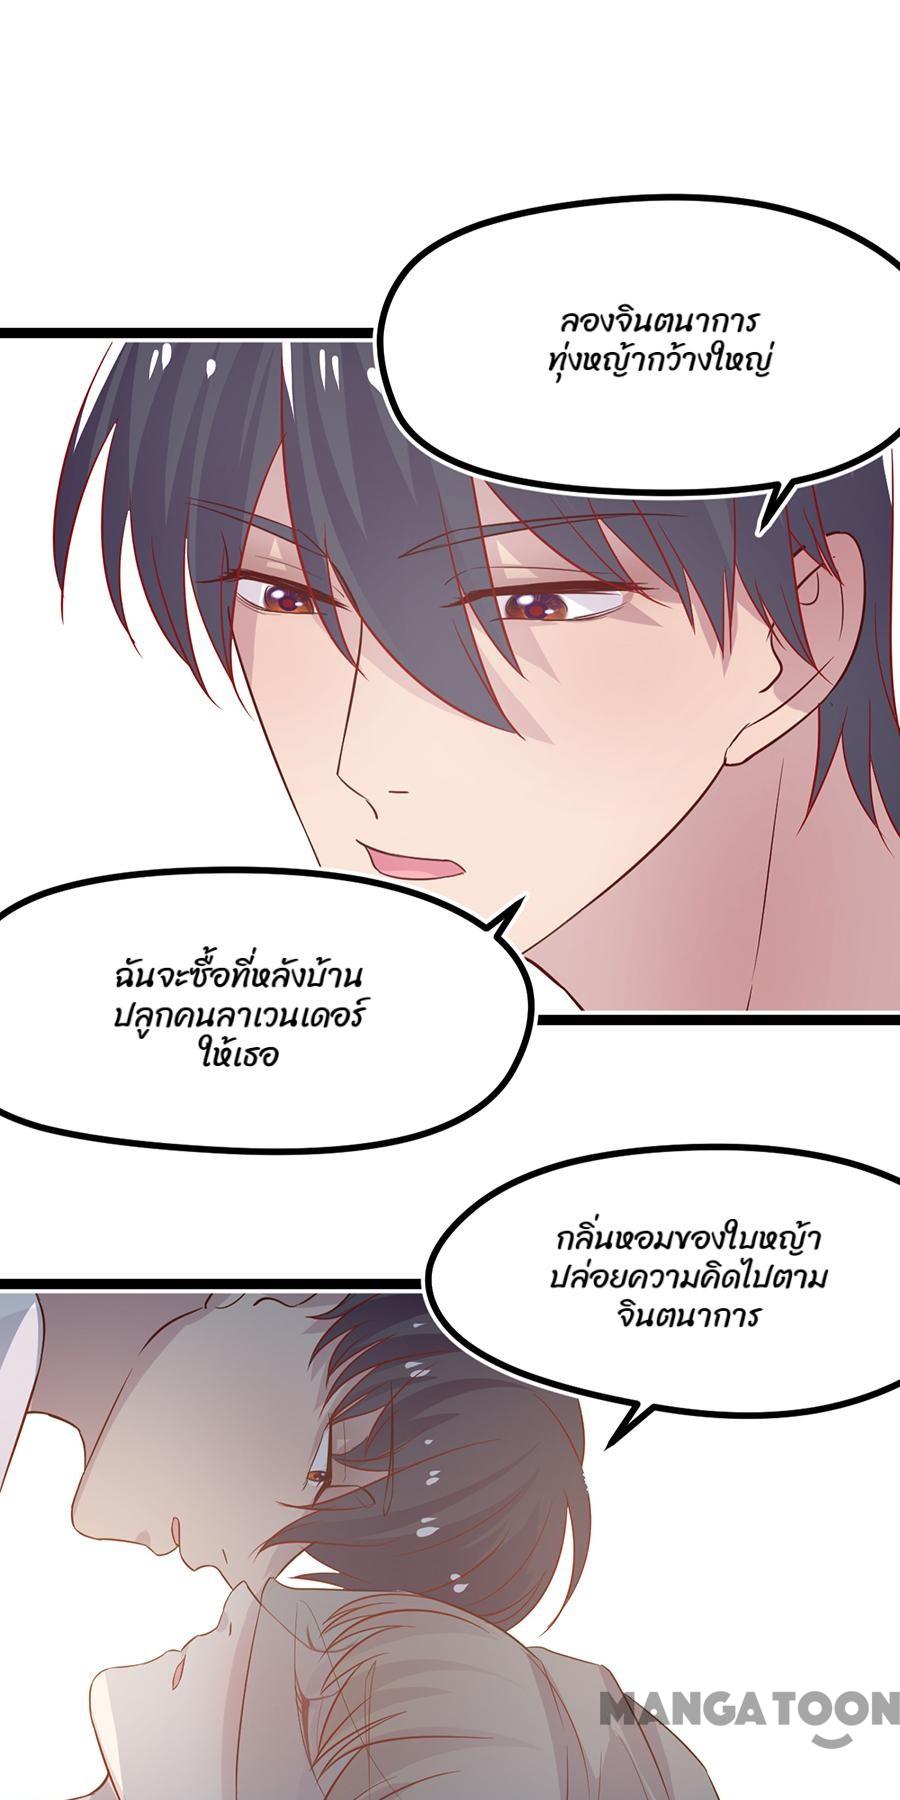 ลองจินตนาการ
ทุ่งหญ้ากว้างใหญ่
ฉันจะซื้อที่หลังบ้าน
ปลูกคนลาเวนเดอร์
ให้เธอ
กลิ่นหอมของใบหญ้า
ปล่อยความคิดไปตาม
จินตนาการ
MANGATOON